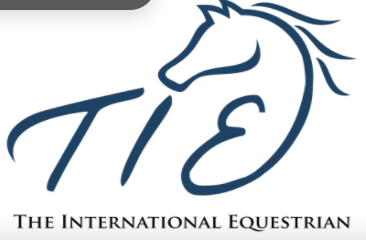 TIE
THE INTERNATIONAL EQUESTRIAN